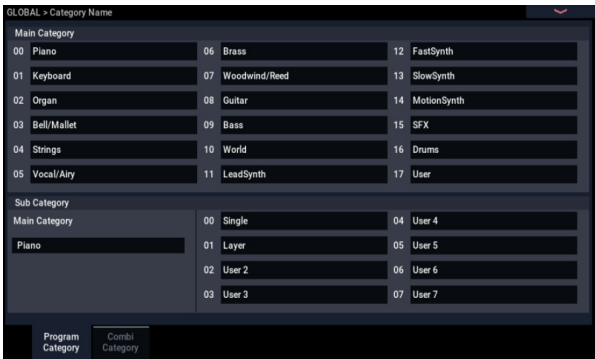 GLOBAL > Category Name
Main Category
00 Piano 06 Brass 12 FastSynth
01 Keyboard 07 Woodwind/Reed 13 SlowSynth
02 Organ 08 Guitar 14 MotionSynth
03 Bell/Mallet 09 Bass 15 SFX
04 Strings 10 World 16 Drums
05 Vocal/Airy 11 LeadSynth 17 User
Sub Category
Main Category 00 Single 04 User 4
Piano 01 Layer 05 User 5
02 User 2 06 User 6
03 User 3 07 User 7
Program Combi
Category Category